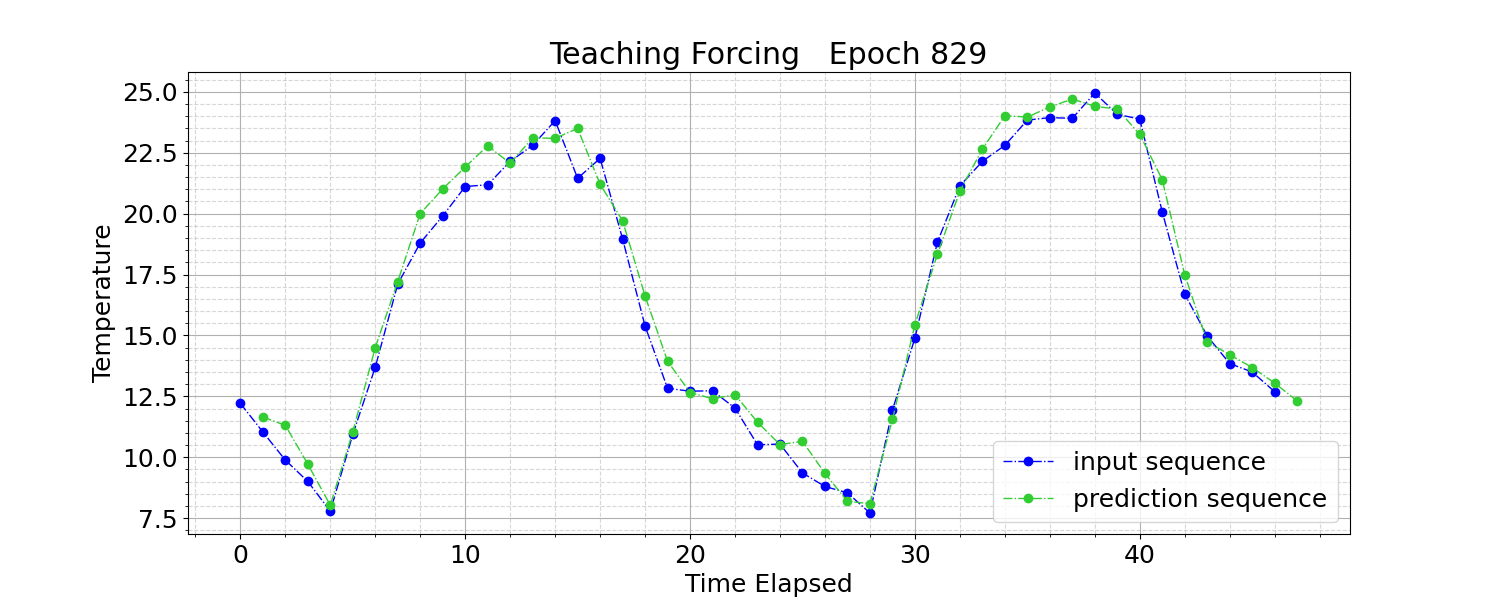 Teaching Forcing   Epoch 829
25.0
22.5
20.0
17.5
15.0
12.5
10.0
7.5
Temperature
input sequence
prediction sequence
0 10 20 30 40
Time Elapsed